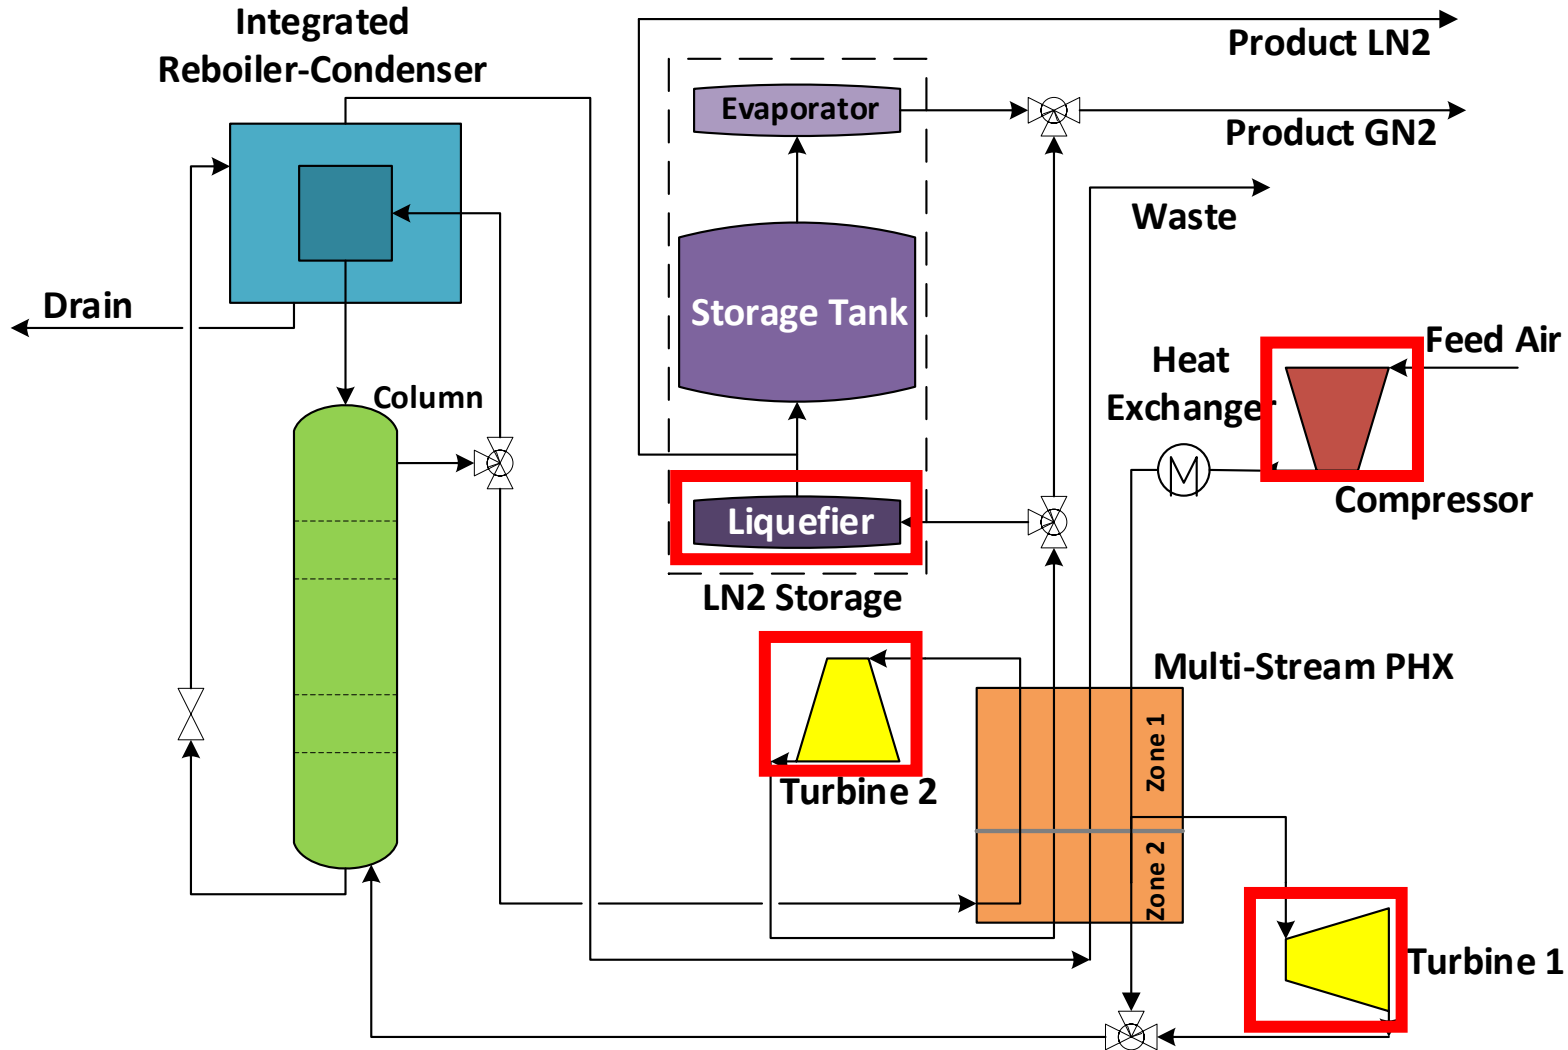 Integrated
Reboiler-Condenser
Product LN2
Evaporator
Product GN2
Waste
Drain
Storage Tank
Feed Air
Heat
Exchanger
Column
Compressor
Liquefier
LN2 Storage
Multi-Stream PHX
Zone 1
Turbine 2
Zone 2
Turbine 1